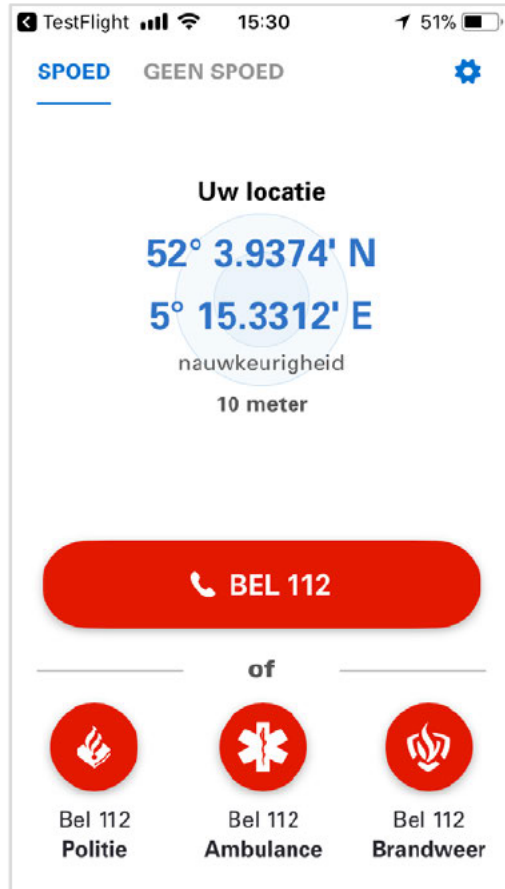 TestFlight 15:30 51%
SPOED GEEN SPOED
Uw locatie
52° 3.9374' N
5° 15.3312' E
nauwkeurigheid
10 meter
BEL 112
of
Bel 112 Bel 112 Bel 112
Politie Ambulance Brandweer